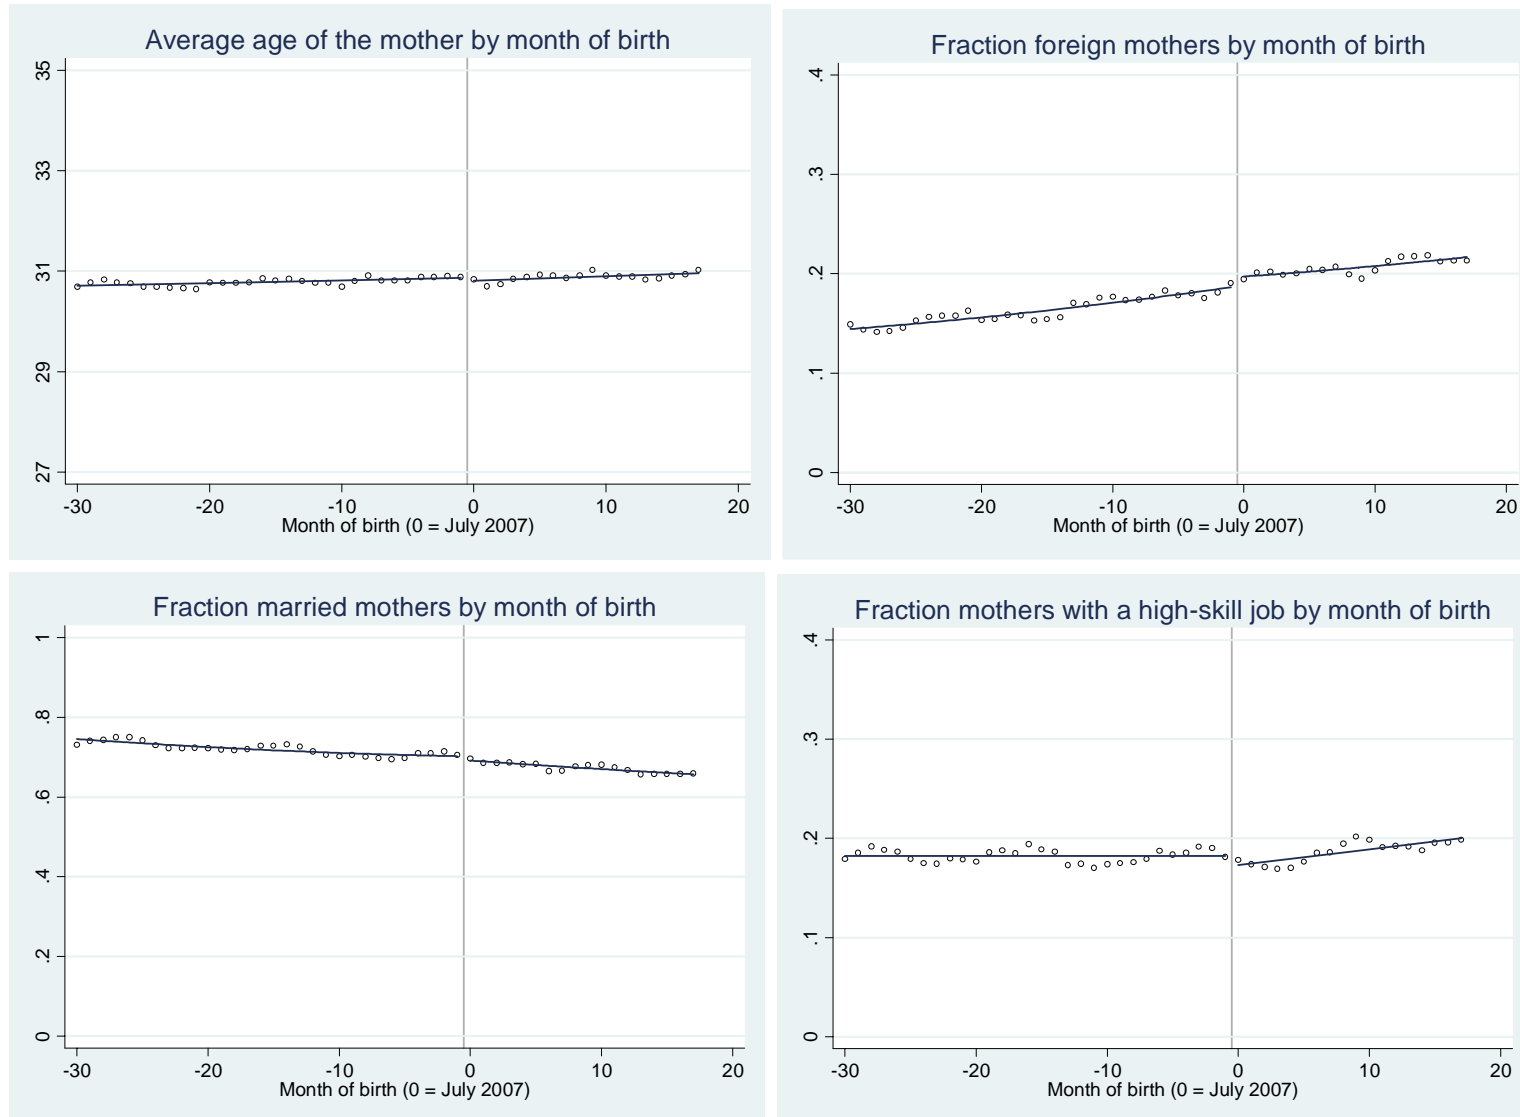 Average age of the mother by month of birth
35
33
31
29
27
-30 -20 -10 0 10 20
Month of birth (0 = July 2007)
Fraction foreign mothers by month of birth
.4
.3
.2
.1
0
-30 -20 -10 0 10 20
Month of birth (0 = July 2007)
Fraction married mothers by month of birth
1
.8
.6
.4
.2
0
-30 -20 -10 0 10 20
Month of birth (0 = July 2007)
Fraction mothers with a high-skill job by month of birth
.4
.3
.2
.1
0
-30 -20 -10 0 10 20
Month of birth (0 = July 2007)